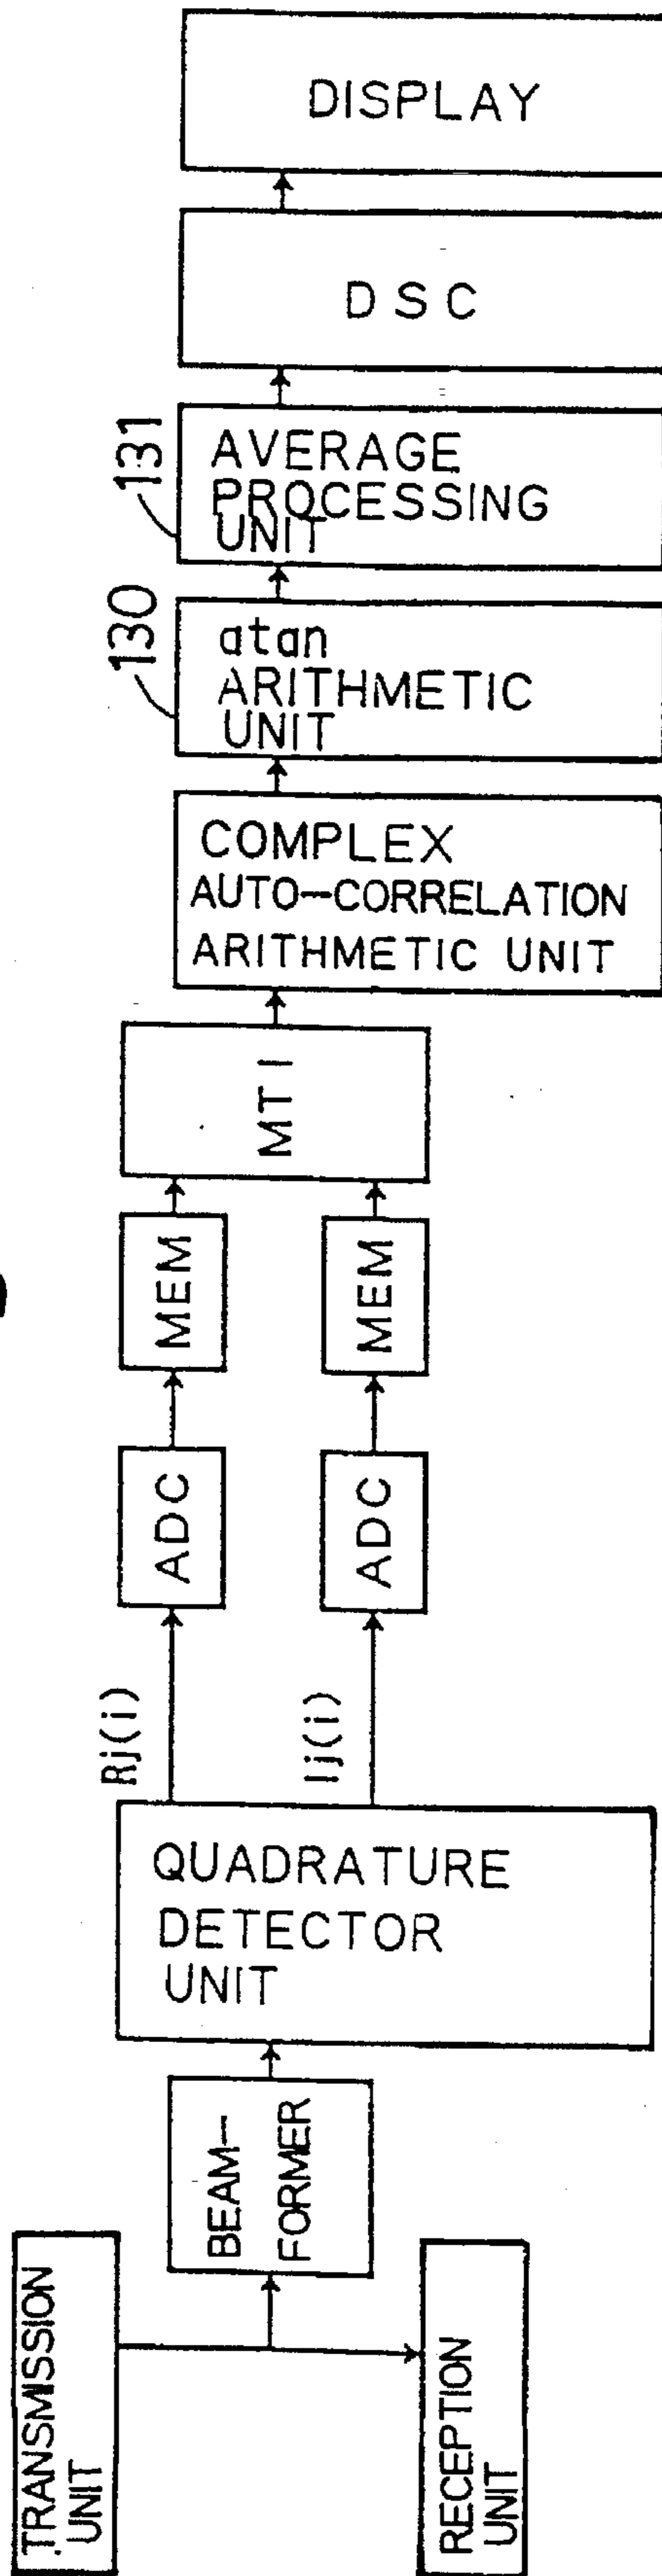 DISPLAY
DSC
131
AVERAGE
PROCESSING
UNIT
130
atan
ARITHMETIC
UNIT
COMPLEX
AUTO-CORRELATION
ARITHMETIC UNIT
MTI
MEM
MEM
ADC
ADC
Rj(i)
Ij(i)
QUADRATURE
DETECTOR
UNIT
BEAM-
FORMER
TRANSMISSION
UNIT
RECEPTION
UNIT